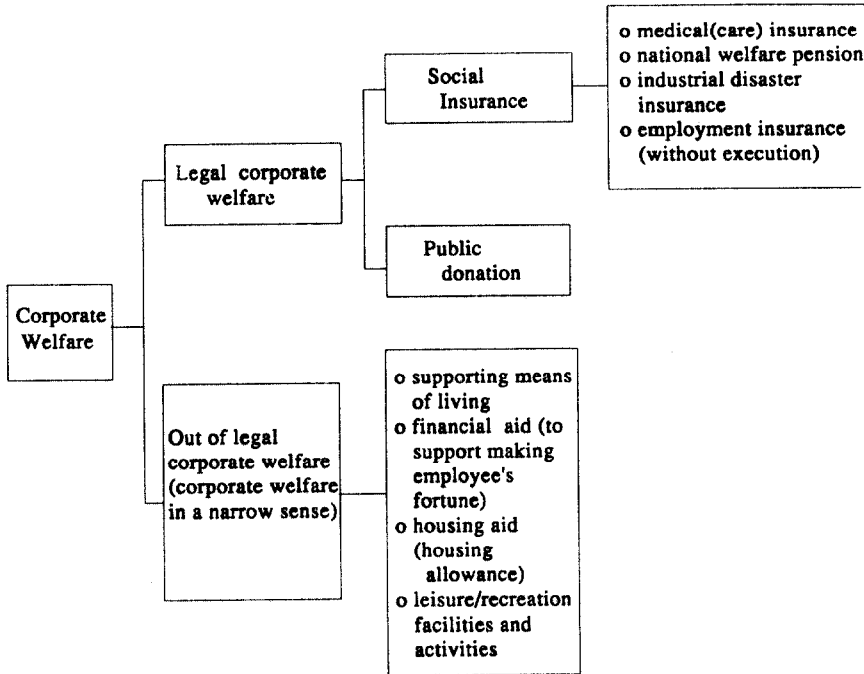 Corporate
Welfare
Legal corporate
welfare
Social
Insurance
o medical(care) insurance
o national welfare pension
o industrial disaster
insurance
o employment insurance
(without execution)
Public
donation
Out of legal
corporate welfare
(corporate welfare
in a narrow sense)
o supporting means
of living
o financial aid (to
support making
employee's
fortune)
o housing aid
(housing
allowance)
o leisure/recreation
facilities and
activities